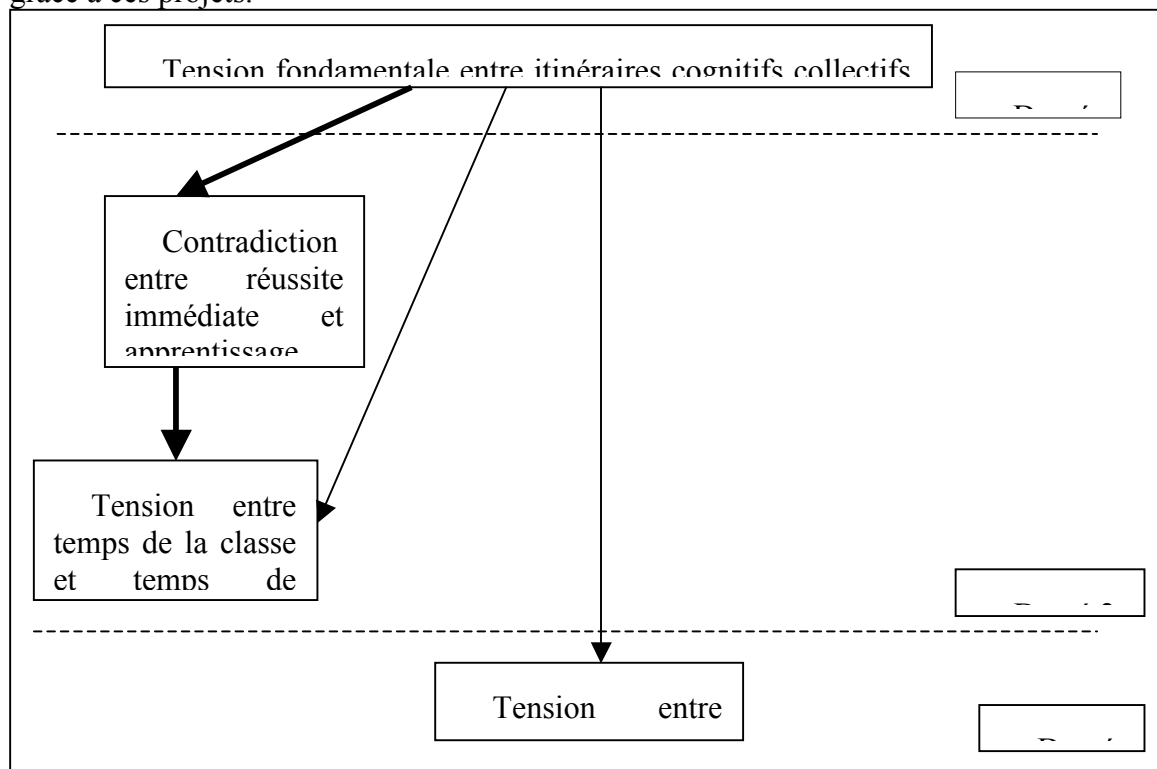 grâce à ces projets.
Tension fondamentale entre itinéraires cognitifs collectifs
Contradiction
entre réussite
immédiate et
apprentissage
Tension entre
temps de la classe
et temps de
Tension entre